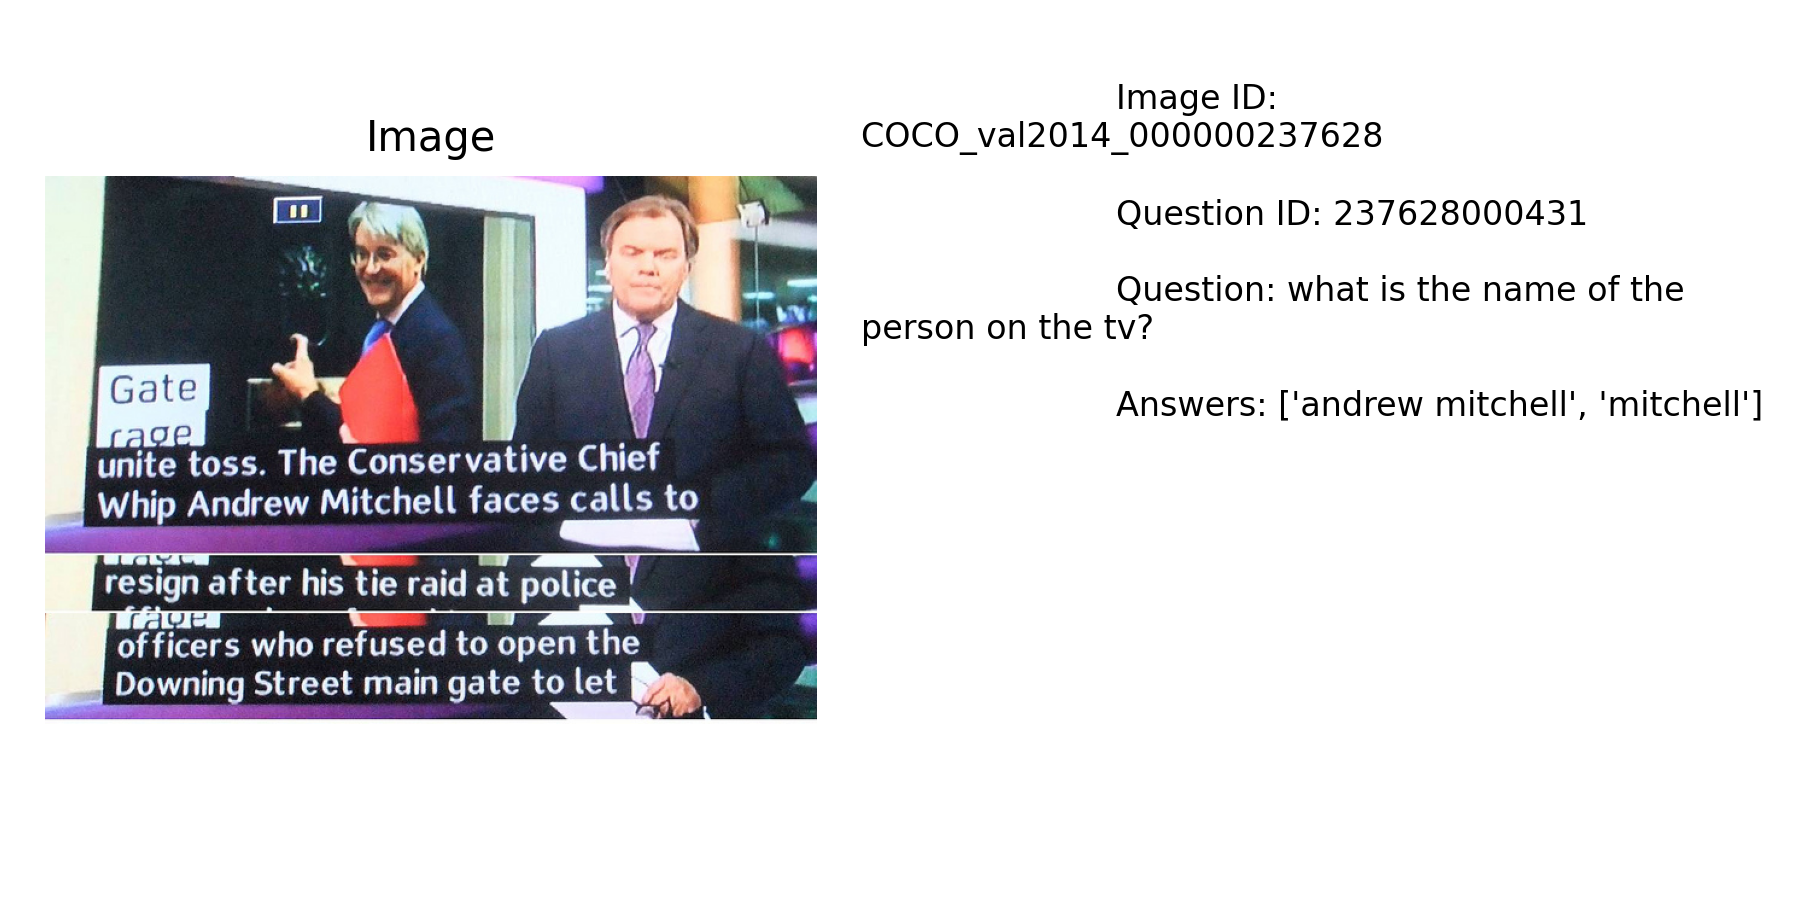 Image
Gate
rage
unite toss. The Conservative Chief
Whip Andrew Mitchell faces calls to
resign after his tie raid at police
officers who refused to open the
Downing Street main gate to let
Image ID:
COCO_val2014_000000237628
Question ID: 237628000431
Question: what is the name of the
person on the tv?
Answers: ['andrew mitchell', 'mitchell']